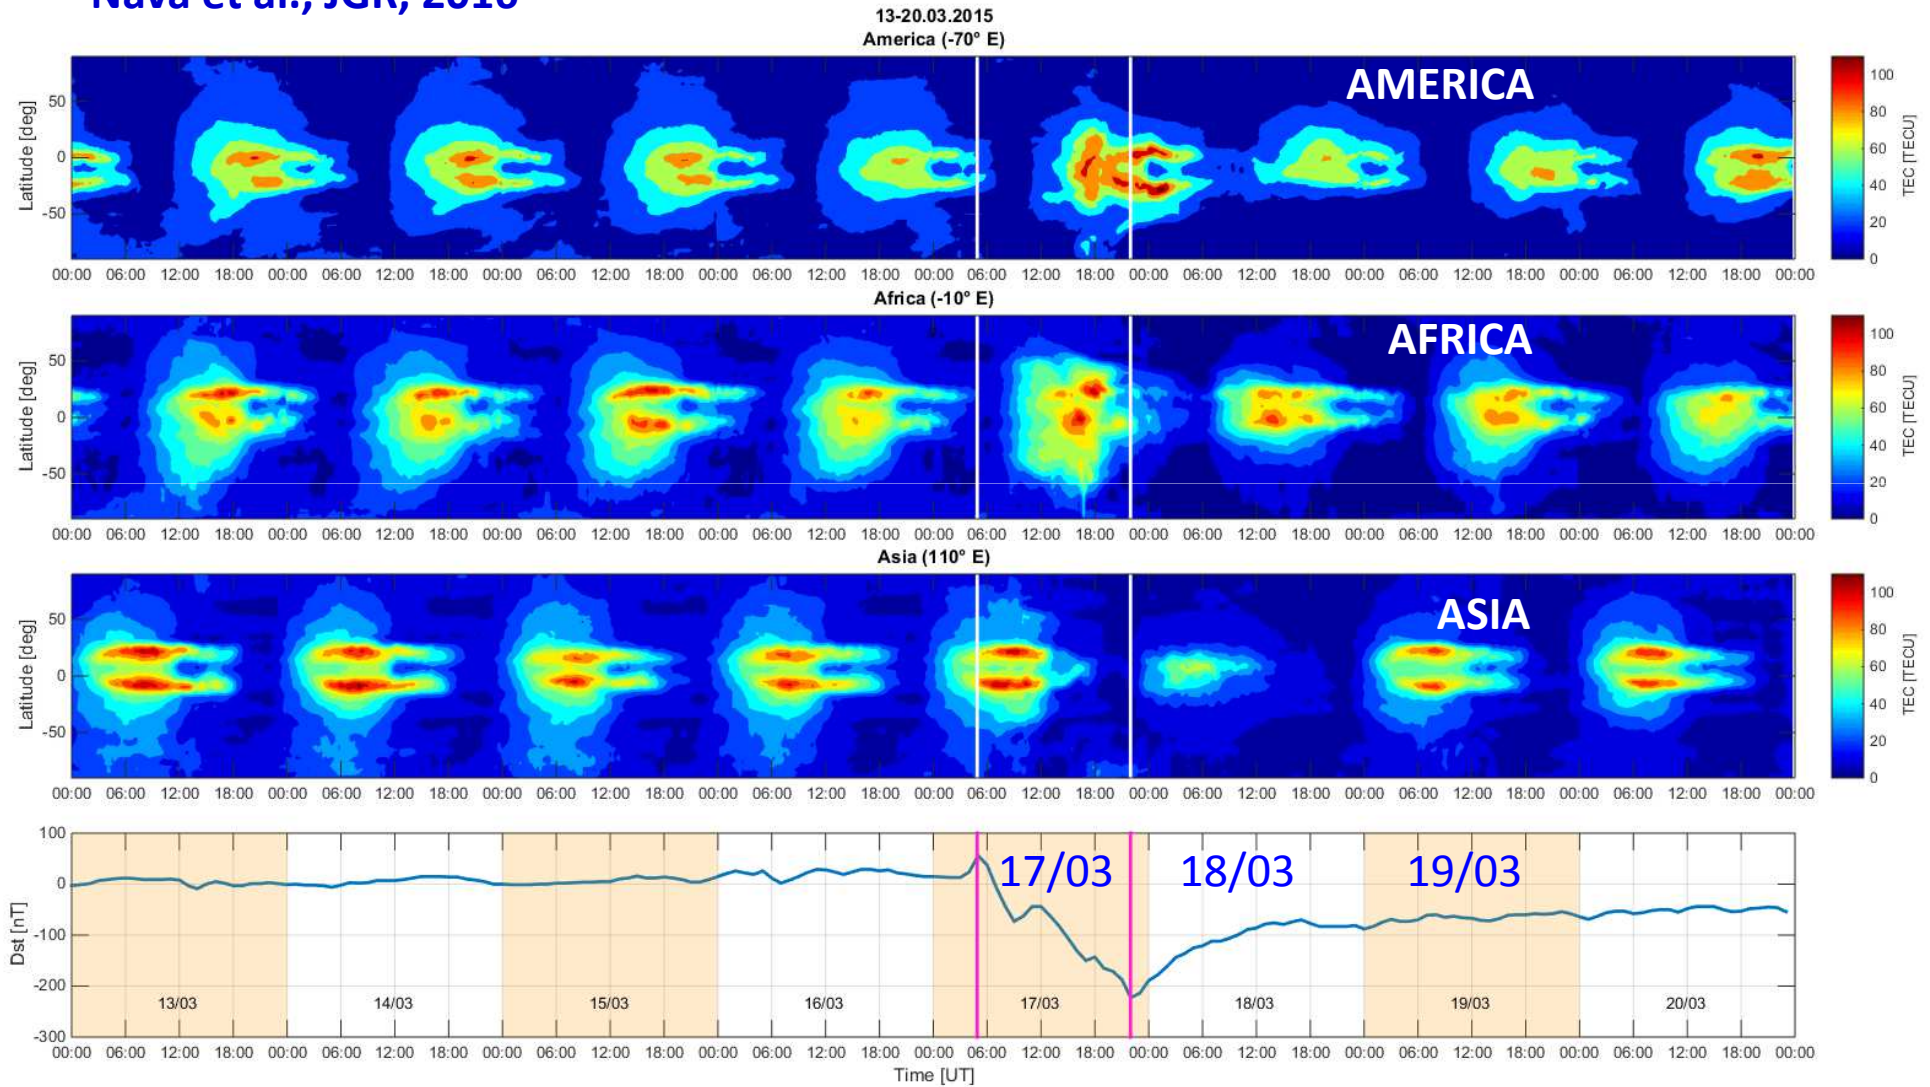 Nava et al., JGR, 2016
13-20.03.2015
America (-70° E)
AMERICA
Latitude [deg]
50
0
-50
100
80
60
40
20
0
TEC [TECU]
00:00 06:00 12:00 18:00 00:00 06:00 12:00 18:00 00:00 06:00 12:00 18:00 00:00 06:00 12:00 18:00 00:00 06:00 12:00 18:00 00:00 06:00 12:00 18:00 00:00 06:00 12:00 18:00 00:00 06:00 12:00 18:00 00:00
Africa (-10° E)
AFRICA
Latitude [deg]
50
0
-50
100
80
60
40
20
0
TEC [TECU]
00:00 06:00 12:00 18:00 00:00 06:00 12:00 18:00 00:00 06:00 12:00 18:00 00:00 06:00 12:00 18:00 00:00 06:00 12:00 18:00 00:00 06:00 12:00 18:00 00:00 06:00 12:00 18:00 00:00 06:00 12:00 18:00 00:00
Asia (110° E)
ASIA
Latitude [deg]
50
0
-50
100
80
60
40
20
0
TEC [TECU]
00:00 06:00 12:00 18:00 00:00 06:00 12:00 18:00 00:00 06:00 12:00 18:00 00:00 06:00 12:00 18:00 00:00 06:00 12:00 18:00 00:00 06:00 12:00 18:00 00:00 06:00 12:00 18:00 00:00 06:00 12:00 18:00 00:00
Dst [nT]
100
0
-100
-200
-300
17/03 18/03 19/03
13/03 14/03 15/03 16/03 17/03 18/03 19/03 20/03
00:00 06:00 12:00 18:00 00:00 06:00 12:00 18:00 00:00 06:00 12:00 18:00 00:00 06:00 12:00 18:00 00:00 06:00 12:00 18:00 00:00 06:00 12:00 18:00 00:00 06:00 12:00 18:00 00:00 06:00 12:00 18:00 00:00
Time [UT]